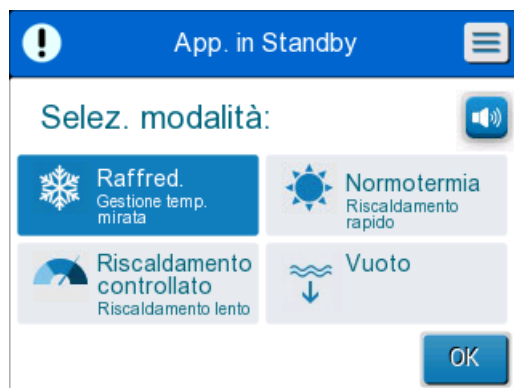 App. in Standby
Selez. modalità:
Raffred.
Gestione temp.
mirata
Normotermia
Riscaldamento
rapido
Riscaldamento
controllato
Riscaldamento lento
Vuoto
OK